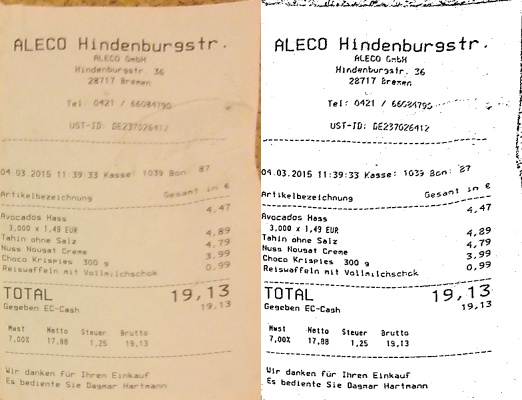 ALECO Hindenburgstr.
ALECO GmbH
Hindenburgstr. 36
28717 Bremen
Tel: 0421 / 66084790
UST-ID: DE237026412
04.03.2015 11:39:33 Kasse: 1039 Bon: 87
Artikelbezeichnung Gesamt in €
Avocados Hass 4,47
3,000 x 1,49 EUR
Tahin ohne Salz 4,89
Nuss Nougat Creme 4,79
Choco Krispies 300 g 3,99
Reiswaffeln mit Vollmilchschok 0,99
TOTAL 19,13
Gegeben EC-Cash 19,13
Mwst Netto Steuer Brutto
7,00% 17,88 1,25 19,13
Wir danken für Ihren Einkauf
Es bediente Sie Dagmar Hartmann
ALECO Hindenburgstr.
ALECO GmbH
Hindenburgstr. 36
28717 Bremen
Tel: 0421 / 66084790
UST-ID: DE237026412
04.03.2015 11:39:33 Kasse: 1039 Bon: 87
Artikelbezeichnung Gesamt in €
Avocados Hass 4,47
3,000 x 1,49 EUR
Tahin ohne Salz 4,89
Nuss Nougat Creme 4,79
Choco Krispies 300 g 3,99
Reiswaffeln mit Vollmilchschok 0,99
TOTAL 19,13
Gegeben EC-Cash 19,13
Mwst Netto Steuer Brutto
7,00% 17,88 1,25 19,13
Wir danken für Ihren Einkauf
Es bediente Sie Dagmar Hartmann